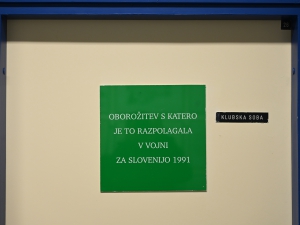 OBOROŽITEV S KATERO
JE TO RAZPOLAGALA
V VOJNI
ZA SLOVENIJO 1991
KLUBSKA SOBA